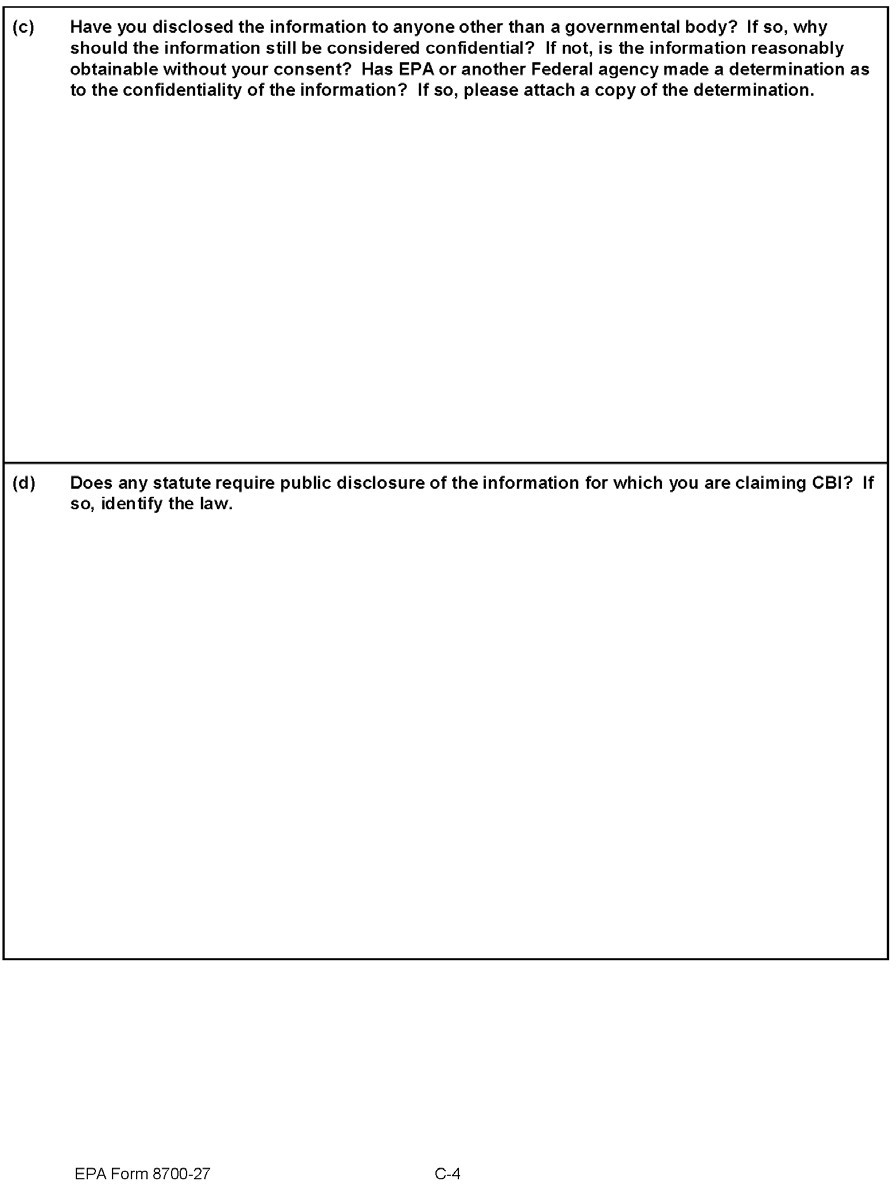 (c) Have you disclosed the information to anyone other than a governmental body?  If so, why
should the information still be considered confidential?  If not, is the information reasonably
obtainable without your consent?  Has EPA or another Federal agency made a determination as
to the confidentiality of the information?  If so, please attach a copy of the determination.
(d) Does any statute require public disclosure of the information for which you are claiming CBI?  If
so, identify the law.
EPA Form 8700-27 C-4